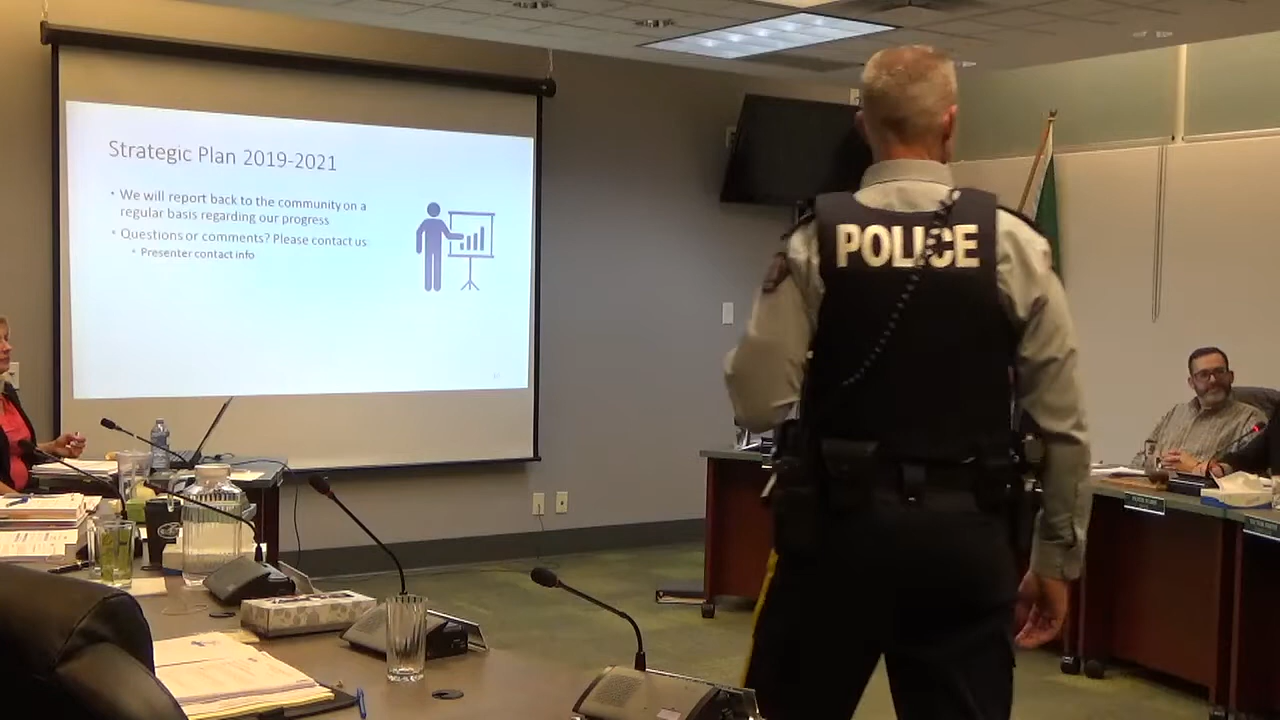 Strategic Plan 2019-2021
• We will report back to the community on a
regular basis regarding our progress
• Questions or comments? Please contact us:
• Presenter contact info
POLICE